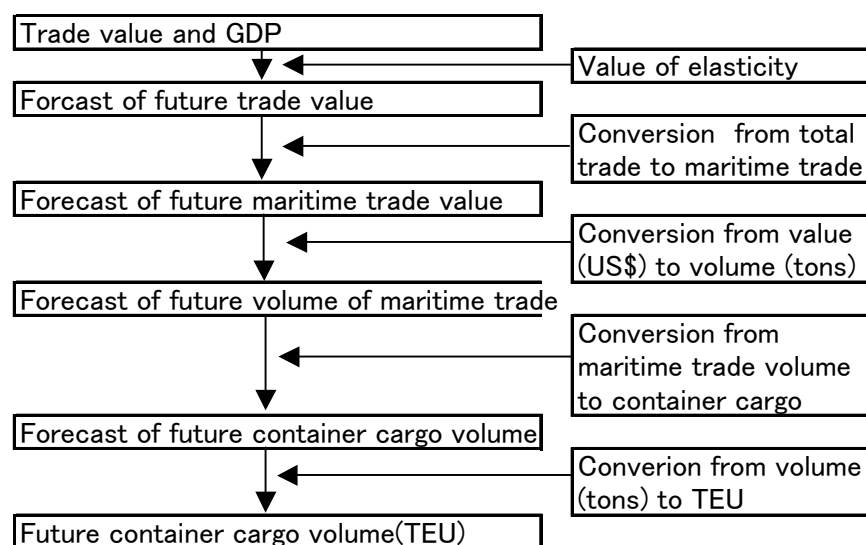 Trade value and GDP
Value of elasticity
Forcast of future trade value
Conversion from total
trade to maritime trade
Forecast of future maritime trade value
Conversion from value
(US$) to volume (tons)
Forecast of future volume of maritime trade
Conversion from
maritime trade volume
to container cargo
Forecast of future container cargo volume
Converion from volume
(tons) to TEU
Future container cargo volume(TEU)